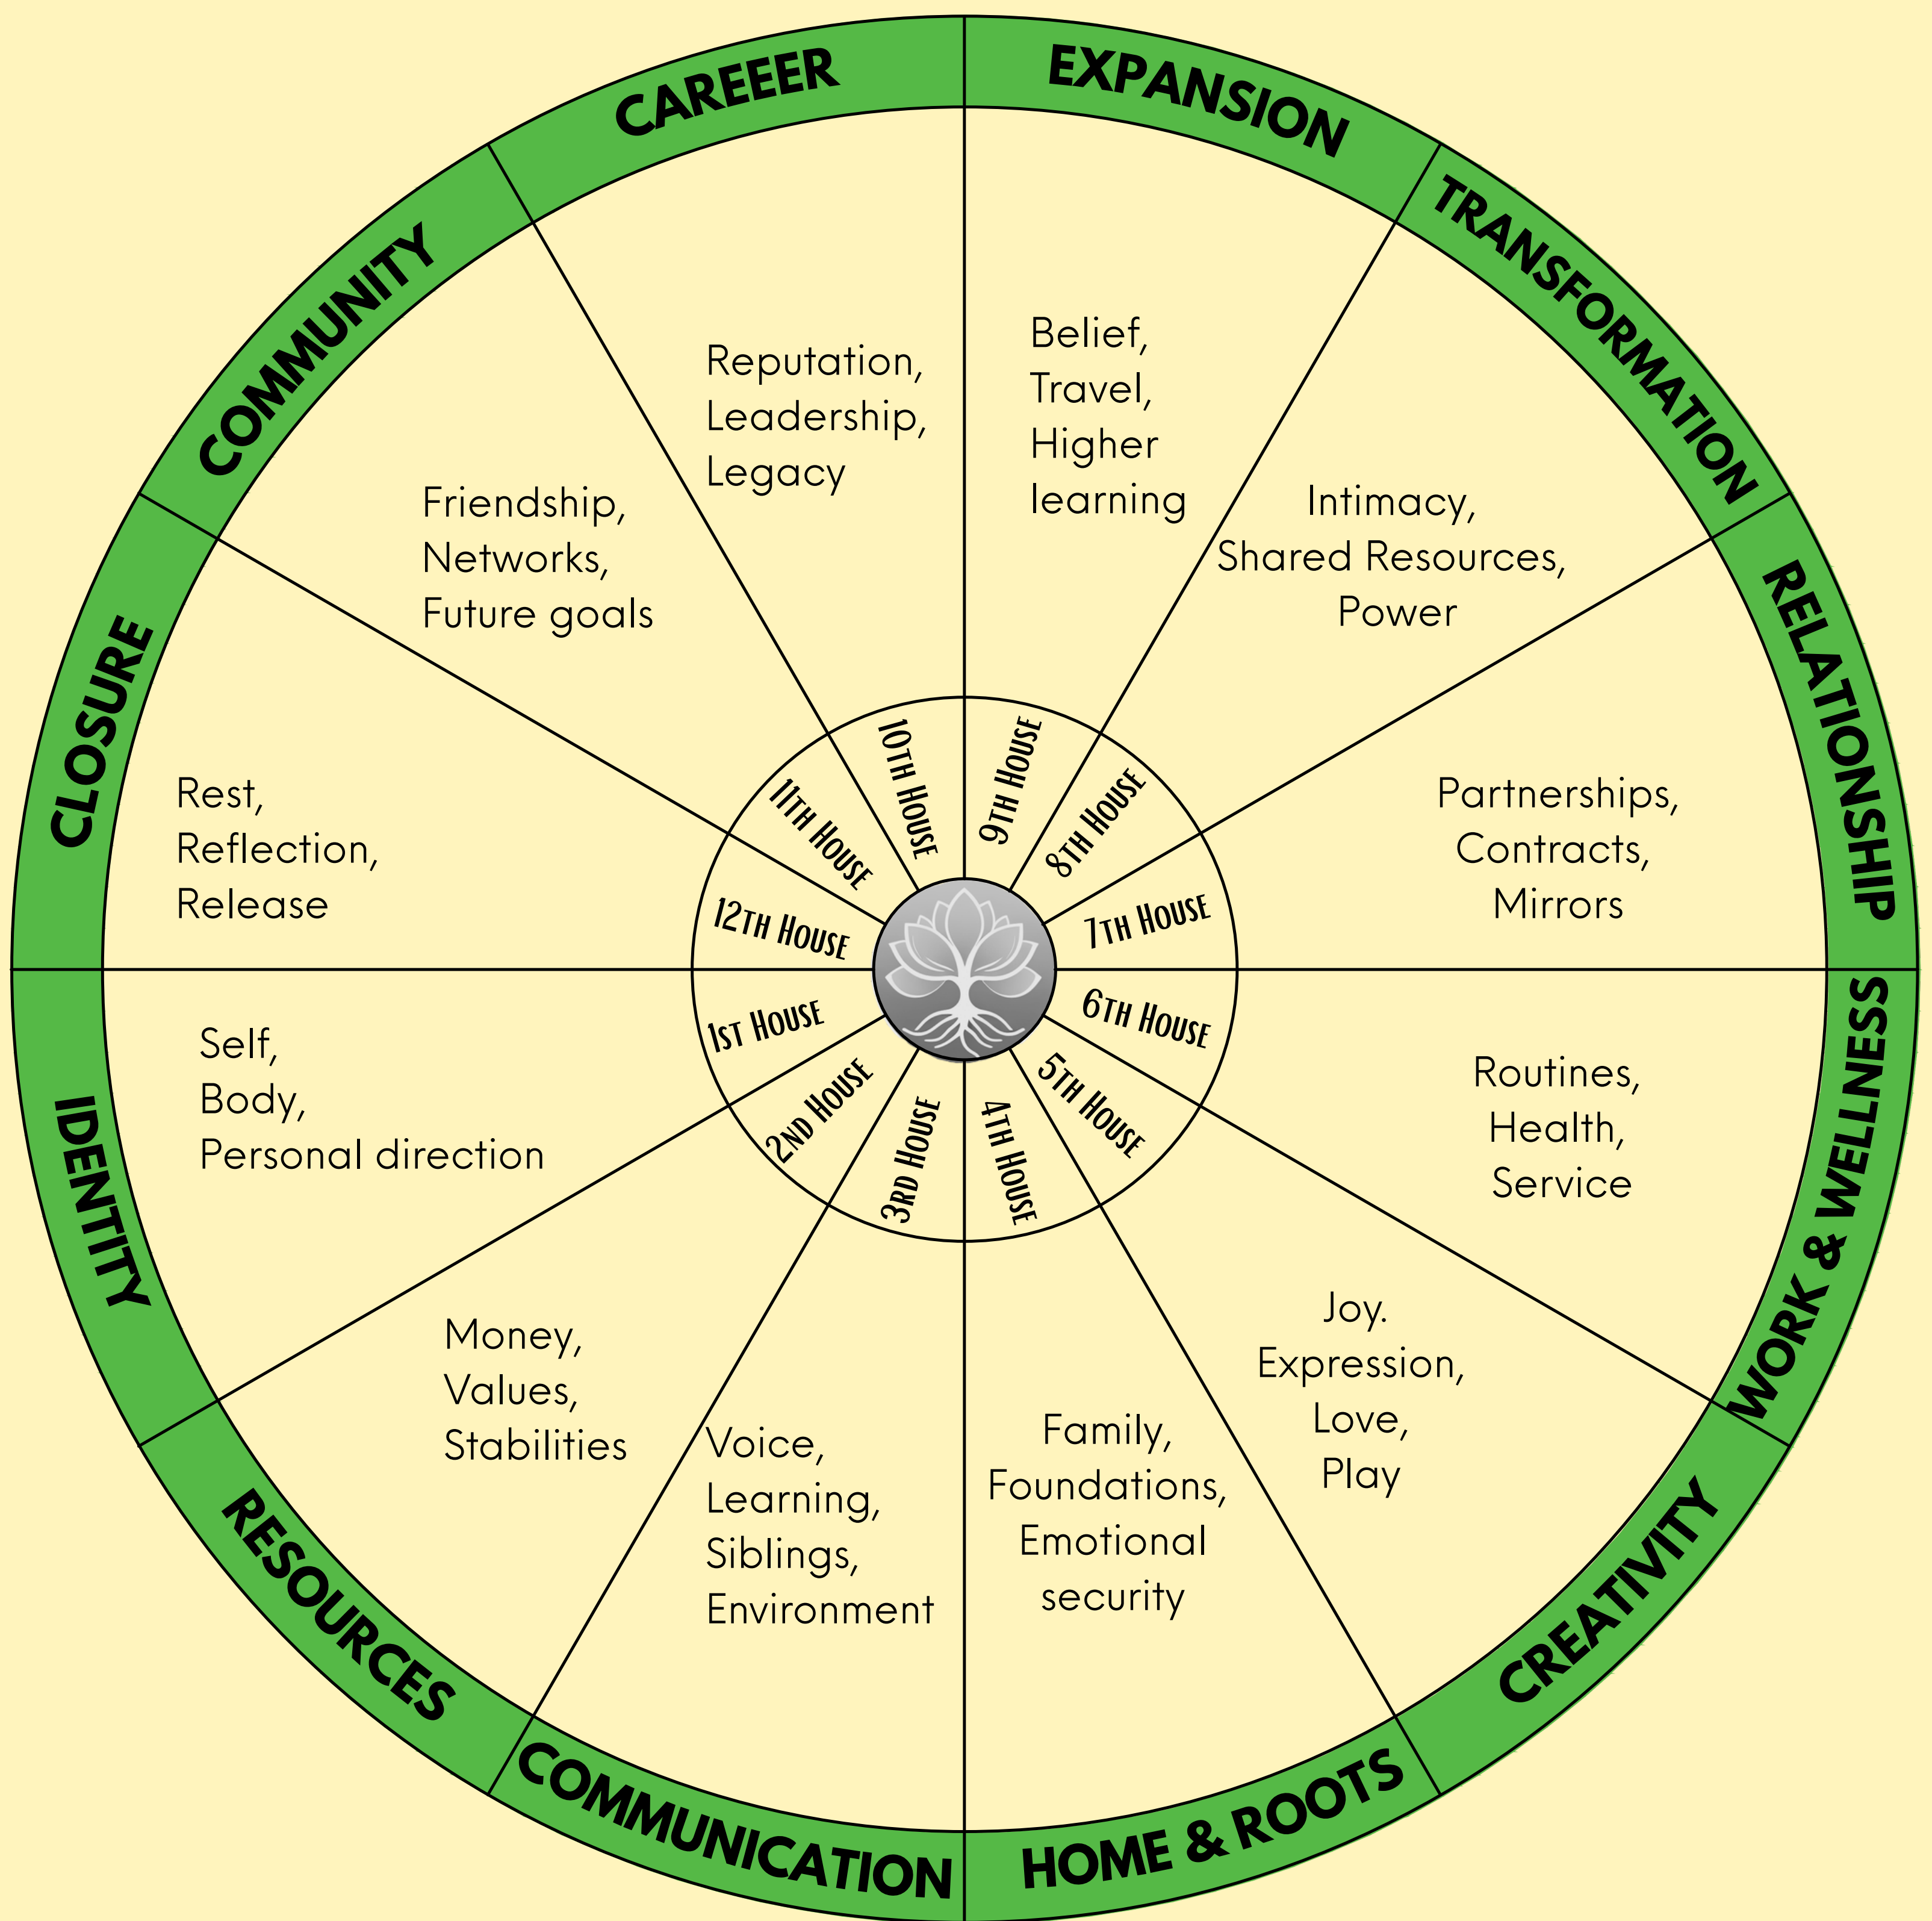 CAREEER
Reputation,
Leadership,
Legacy
10TH HOUSE
EXPANSION
Belief,
Travel,
Higher
learning
9TH HOUSE
TRANSFORMATION
Intimacy,
Shared Resources,
Power
8TH HOUSE
RELATIONSHIP
Partnerships,
Contracts,
Mirrors
7TH HOUSE
WORK & WELLNESS
Routines,
Health,
Service
6TH HOUSE
CREATIVITY
Joy.
Expression,
Love,
Play
5TH HOUSE
HOME & ROOTS
Family,
Foundations,
Emotional
security
4TH HOUSE
COMMUNICATION
Voice,
Learning,
Siblings,
Environment
3RD HOUSE
RESOURCES
Money,
Values,
Stabilities
2ND HOUSE
IDENTITY
Self,
Body,
Personal direction
1ST HOUSE
CLOSURE
Rest,
Reflection,
Release
12TH HOUSE
COMMUNITY
Friendship,
Networks,
Future goals
11TH HOUSE